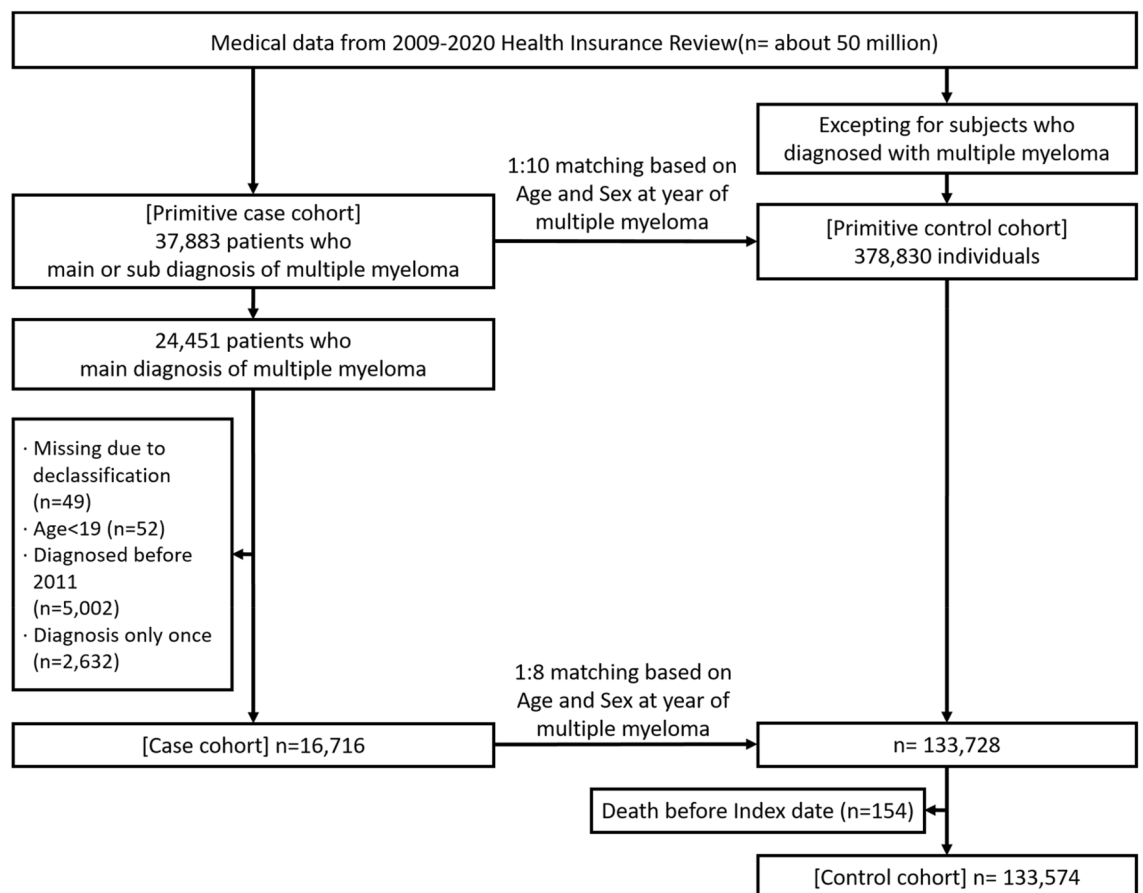 Medical data from 2009-2020 Health Insurance Review(n= about 50 million)
Excepting for subjects who
diagnosed with multiple myeloma
1:10 matching based on
Age and Sex at year of
multiple myeloma
[Primitive case cohort]
37,883 patients who
main or sub diagnosis of multiple myeloma
[Primitive control cohort]
378,830 individuals
24,451 patients who
main diagnosis of multiple myeloma
· Missing due to
declassification
(n=49)
· Age<19 (n=52)
· Diagnosed before
2011
(n=5,002)
· Diagnosis only once
(n=2,632)
1:8 matching based on
Age and Sex at year of
multiple myeloma
[Case cohort] n=16,716
n= 133,728
Death before Index date (n=154)
[Control cohort] n= 133,574